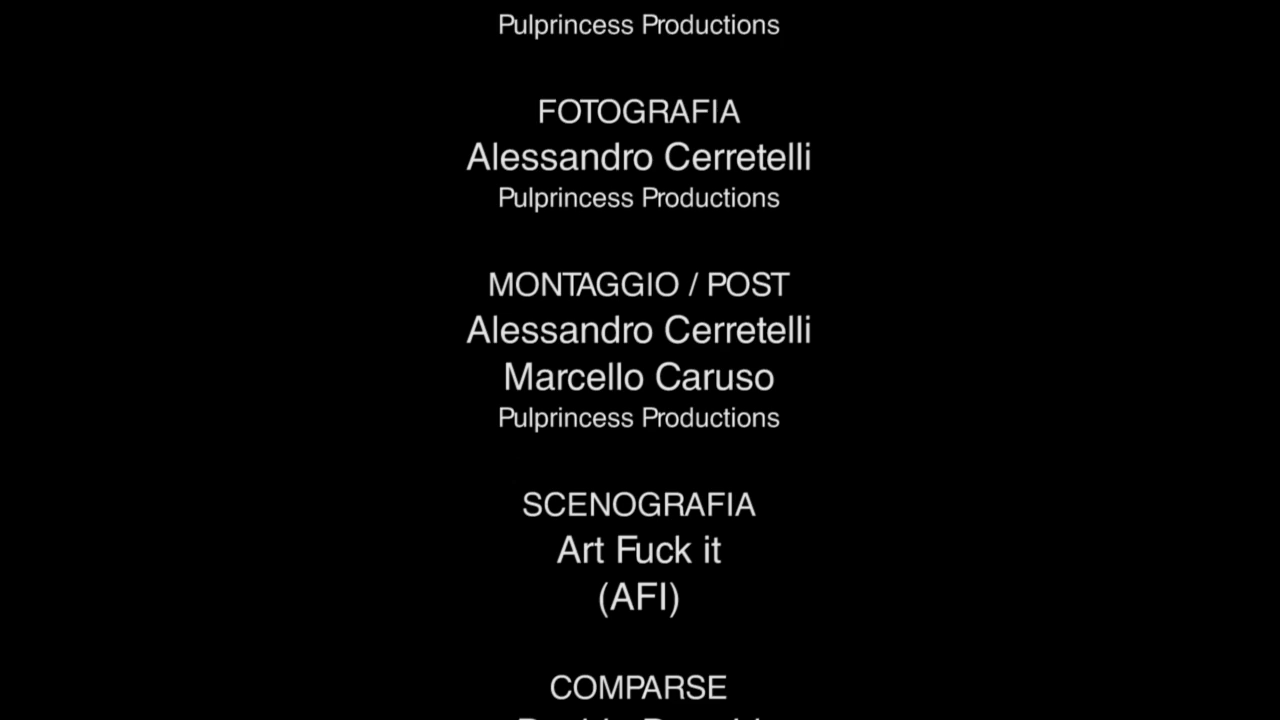 Pulprincess Productions
FOTOGRAFIA
Alessandro Cerretelli
Pulprincess Productions
MONTAGGIO / POST
Alessandro Cerretelli
Marcello Caruso
Pulprincess Productions
SCENOGRAFIA
Art Fuck it
(AFI)
COMPARSE